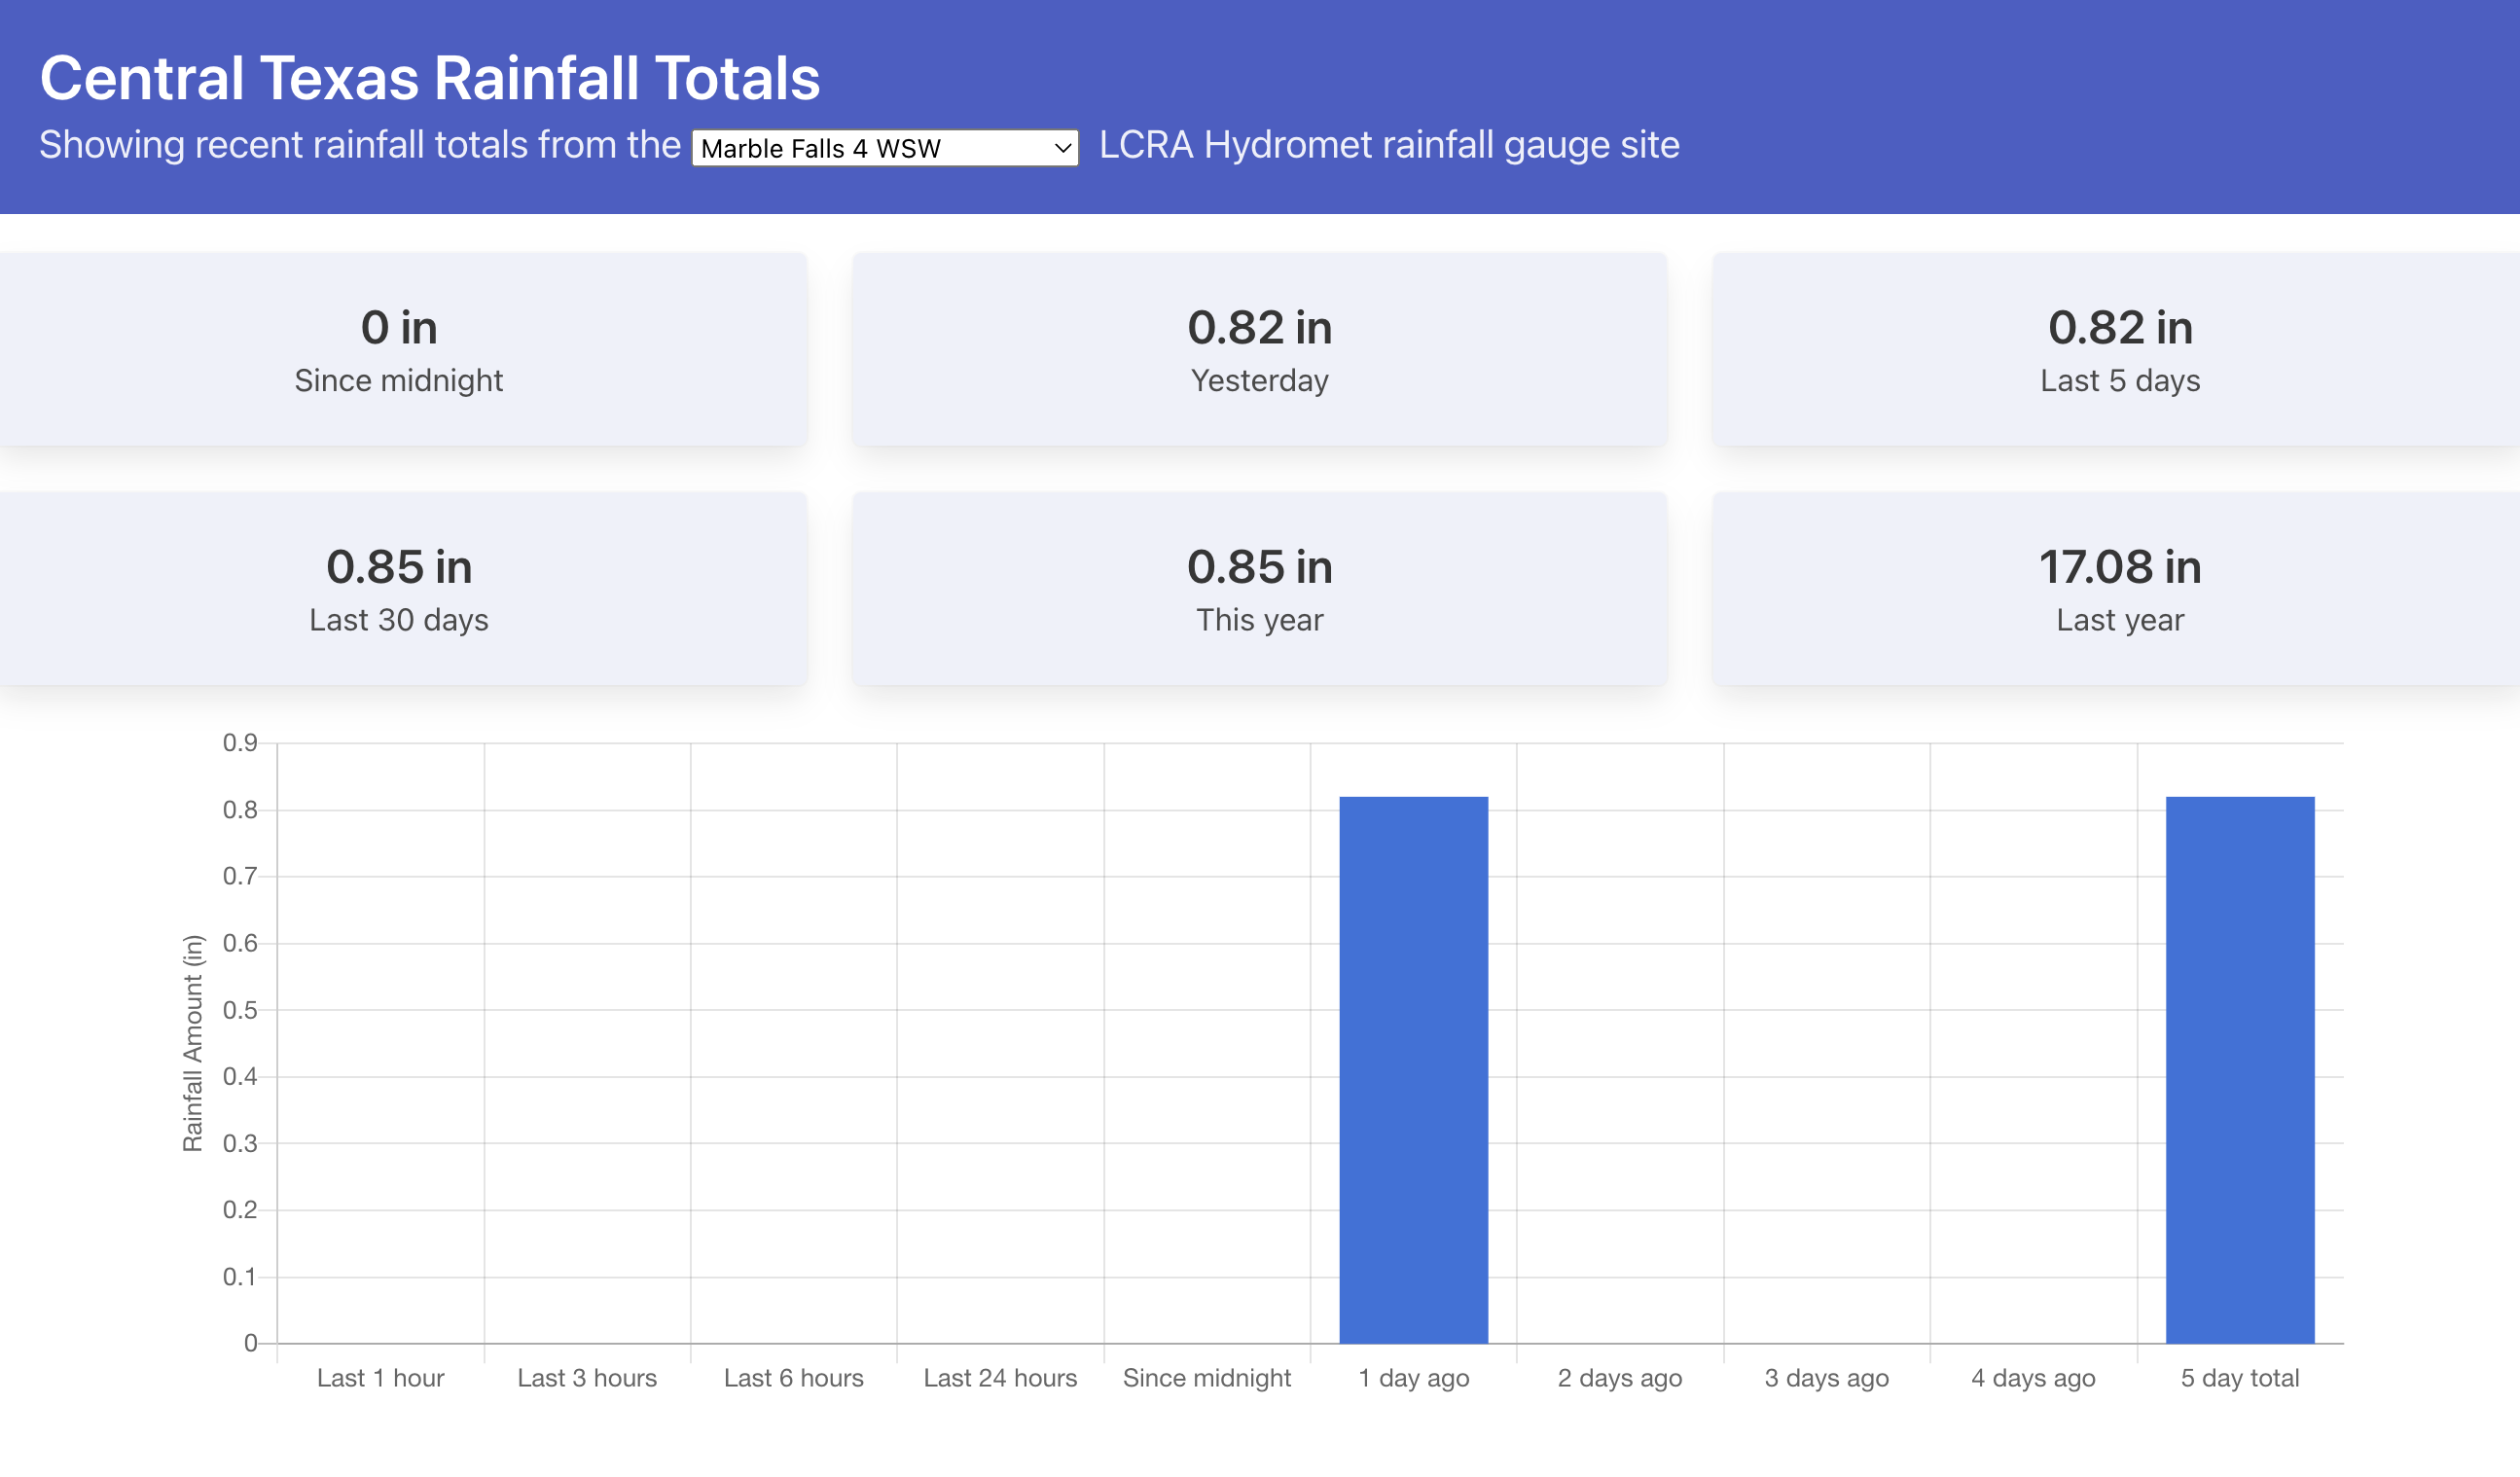 Central Texas Rainfall Totals
Showing recent rainfall totals from the Marble Falls 4 WSW LCRA Hydromet rainfall gauge site
0 in
Since midnight
0.82 in
Yesterday
0.82 in
Last 5 days
0.85 in
Last 30 days
0.85 in
This year
17.08 in
Last year
Rainfall Amount (in)
0.9
0.8
0.7
0.6
0.5
0.4
0.3
0.2
0.1
0
Last 1 hour
Last 3 hours
Last 6 hours
Last 24 hours
Since midnight
1 day ago
2 days ago
3 days ago
4 days ago
5 day total